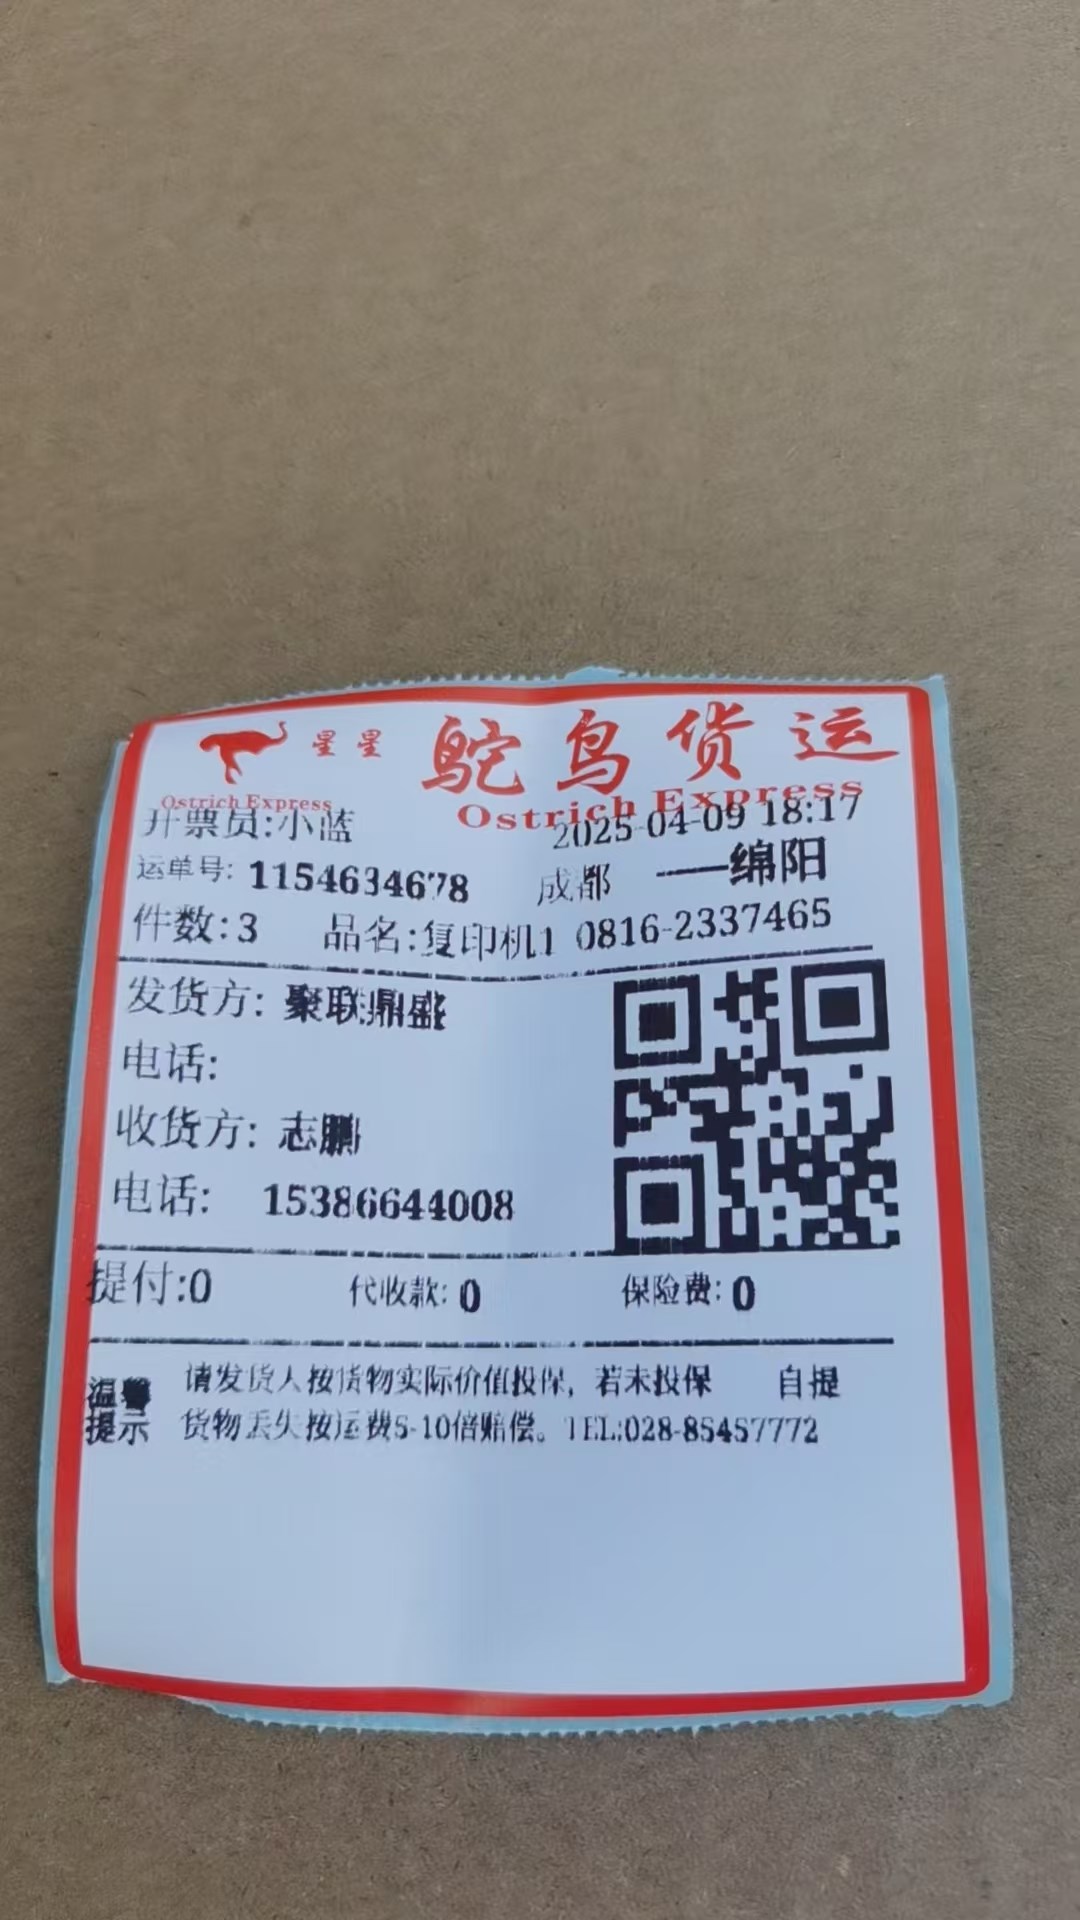 星星 鸵鸟货运
Ostrich Express Ostrich Express
开票员:小蓝 2025-04-09 18:17
运单号: 1154634678 成都 ——绵阳
件数:3 品名:复印机1 0816-2337465
发货方: 聚联鼎盛
电话:
收货方: 志鹏
电话: 15386644008
提付:0 代收款: 0 保险费: 0
温馨 请发货人按货物实际价值投保, 若未投保 自提
提示 货物丢失按运费5-10倍赔偿。TEL:028-85457772